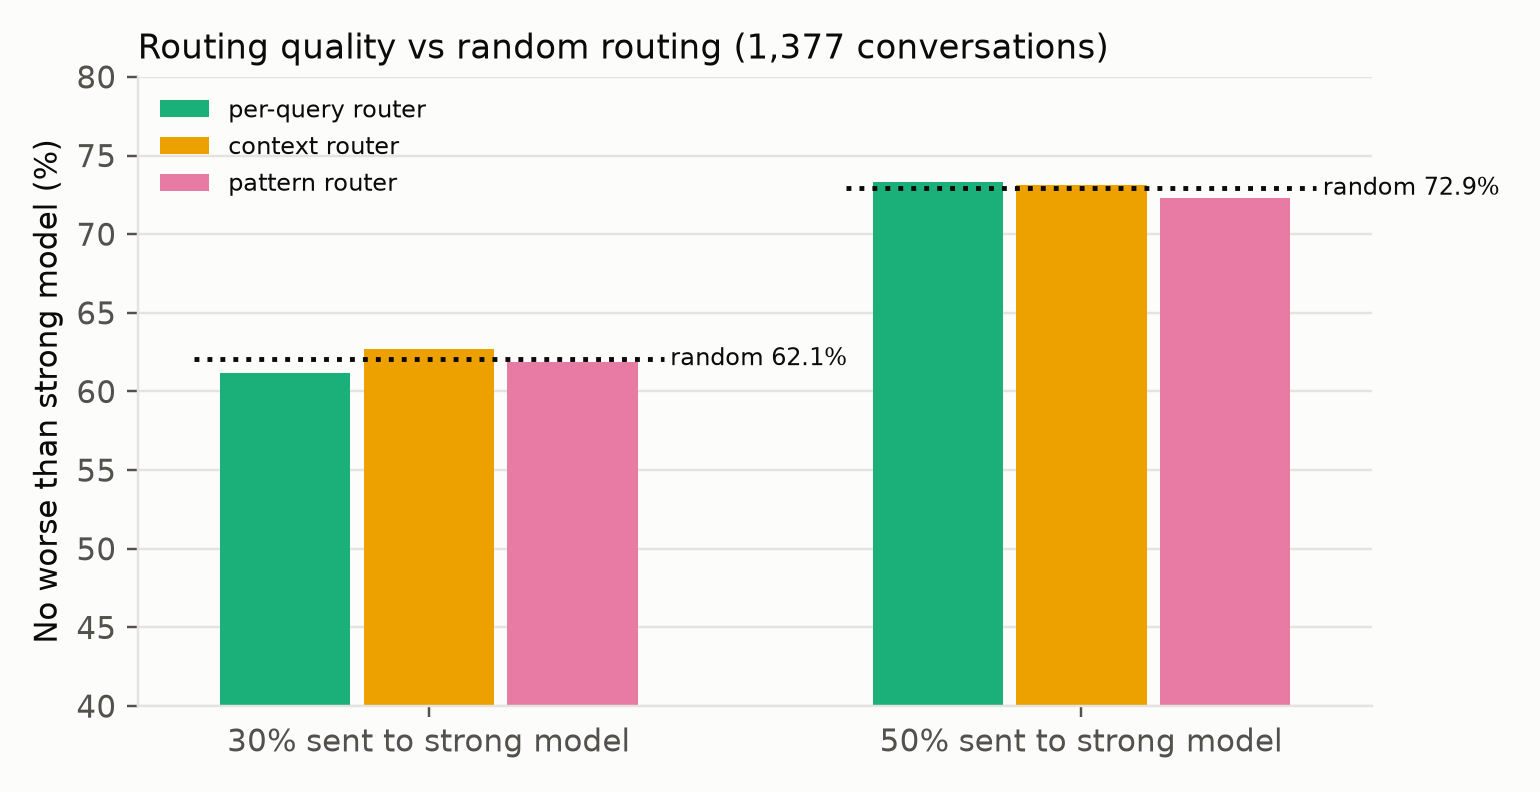 Routing quality vs random routing (1,377 conversations)
No worse than strong model (%)
80
75
70
65
60
55
50
45
40
per-query router
context router
pattern router
random 62.1%
random 72.9%
30% sent to strong model
50% sent to strong model